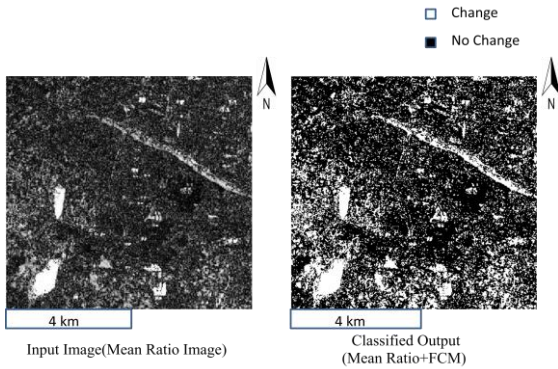 Change
No Change
N
N
4 km
4 km
Input Image(Mean Ratio Image)
Classified Output
(Mean Ratio+FCM)